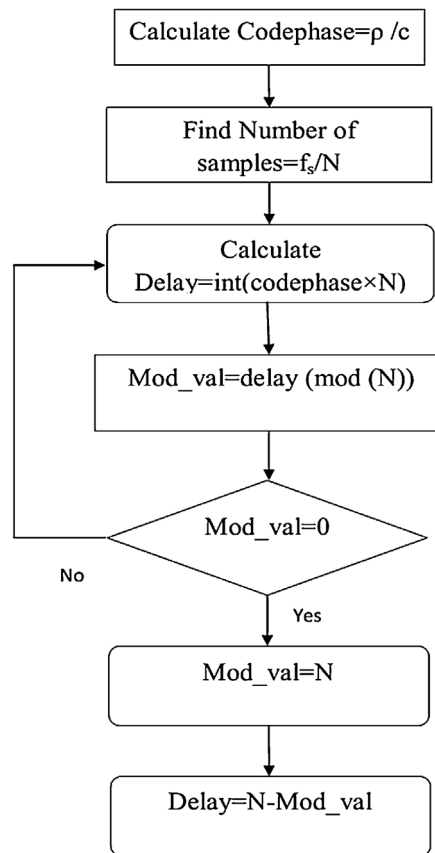 Calculate Codephase=ρ /c
Find Number of
samples=fₛ/N
Calculate
Delay=int(codephase×N)
Mod_val=delay (mod (N))
Mod_val=0
No
Yes
Mod_val=N
Delay=N-Mod_val